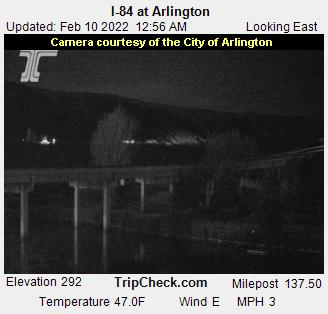 I-84 at Arlington
Updated: Feb 10 2022 12:56 AM Looking East
Camera courtesy of the City of Arlington
Elevation 292 TripCheck.com Milepost 137.50
Temperature 47.0F Wind E MPH 3